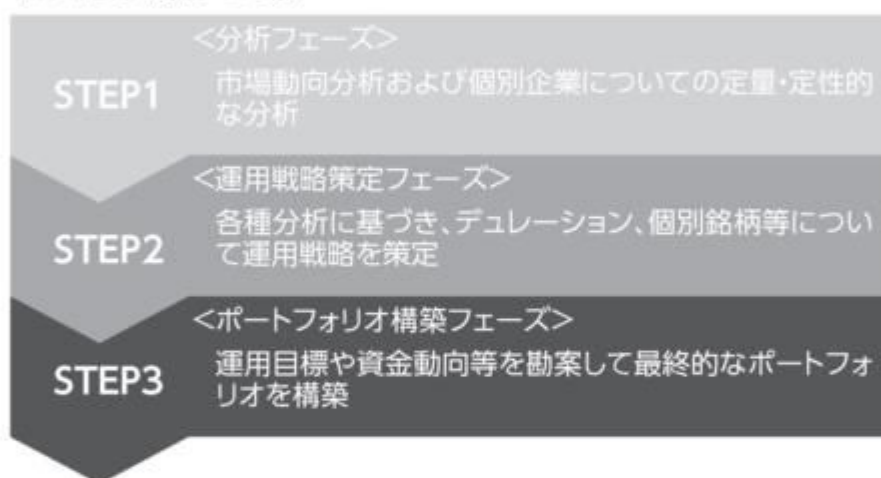 <分析フェーズ>
STEP1
市場動向分析および個別企業についての定量・定性的
な分析
<運用戦略策定フェーズ>
STEP2
各種分析に基づき、デュレーション、個別銘柄等につい
て運用戦略を策定
<ポートフォリオ構築フェーズ>
STEP3
運用目標や資金動向等を勘案して最終的なポートフォ
リオを構築